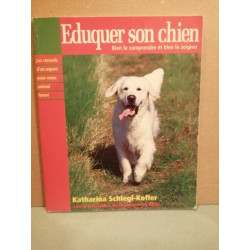 Eduquer son chien
Bien le comprendre et bien le soigner
Les conseils
d'un expert
pour votre
animal
favori
Katharina Schlegl-Kofler